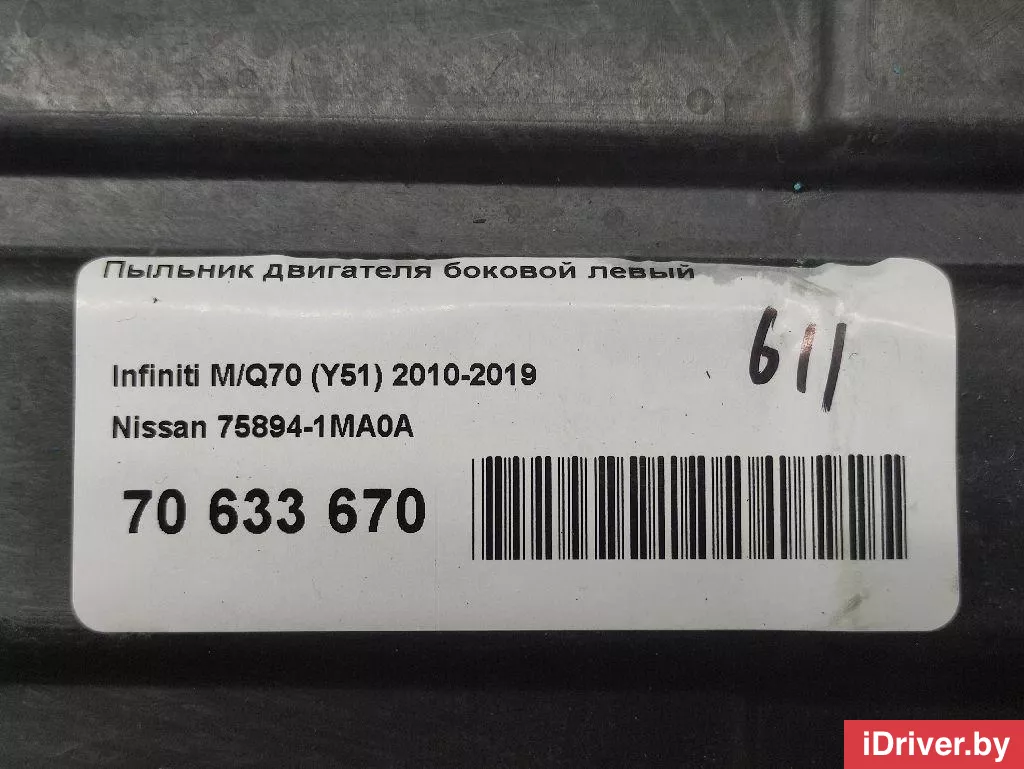 Пыльник двигателя боковой левый
611
Infiniti M/Q70 (Y51) 2010-2019
Nissan 75894-1MA0A
70 633 670
iDriver.by